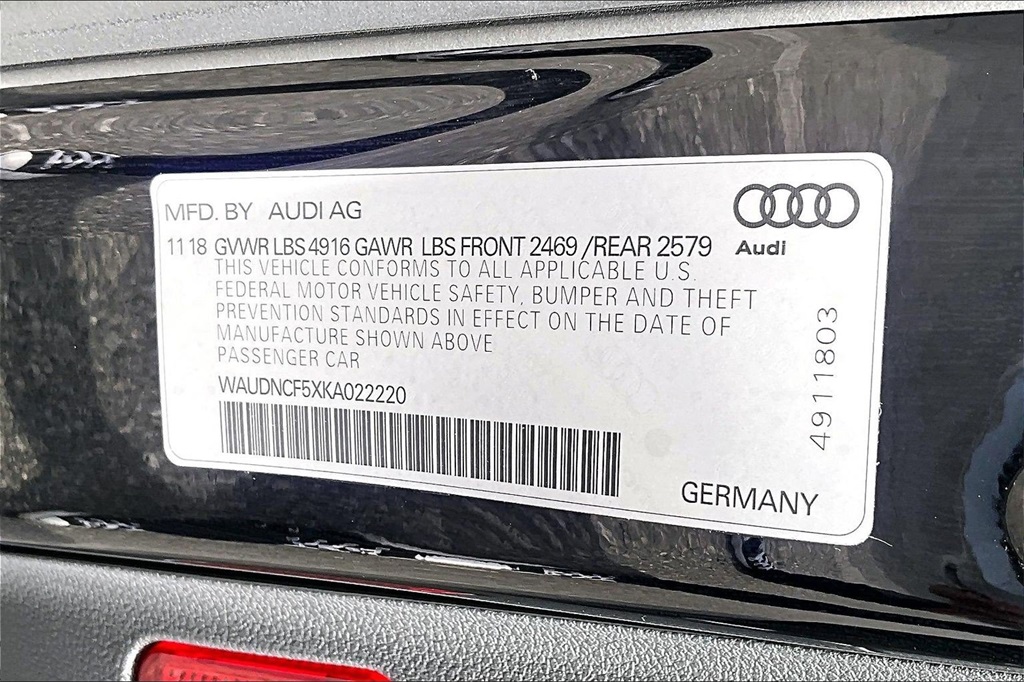 MFD. BY AUDI AG
11 18 GVWR LBS 4916 GAWR LBS FRONT 2469 /REAR 2579
Audi
THIS VEHICLE CONFORMS TO ALL APPLICABLE U.S.
FEDERAL MOTOR VEHICLE SAFETY, BUMPER AND THEFT
PREVENTION STANDARDS IN EFFECT ON THE DATE OF
MANUFACTURE SHOWN ABOVE
PASSENGER CAR
WAUDNCF5XKA022220
4911803
GERMANY